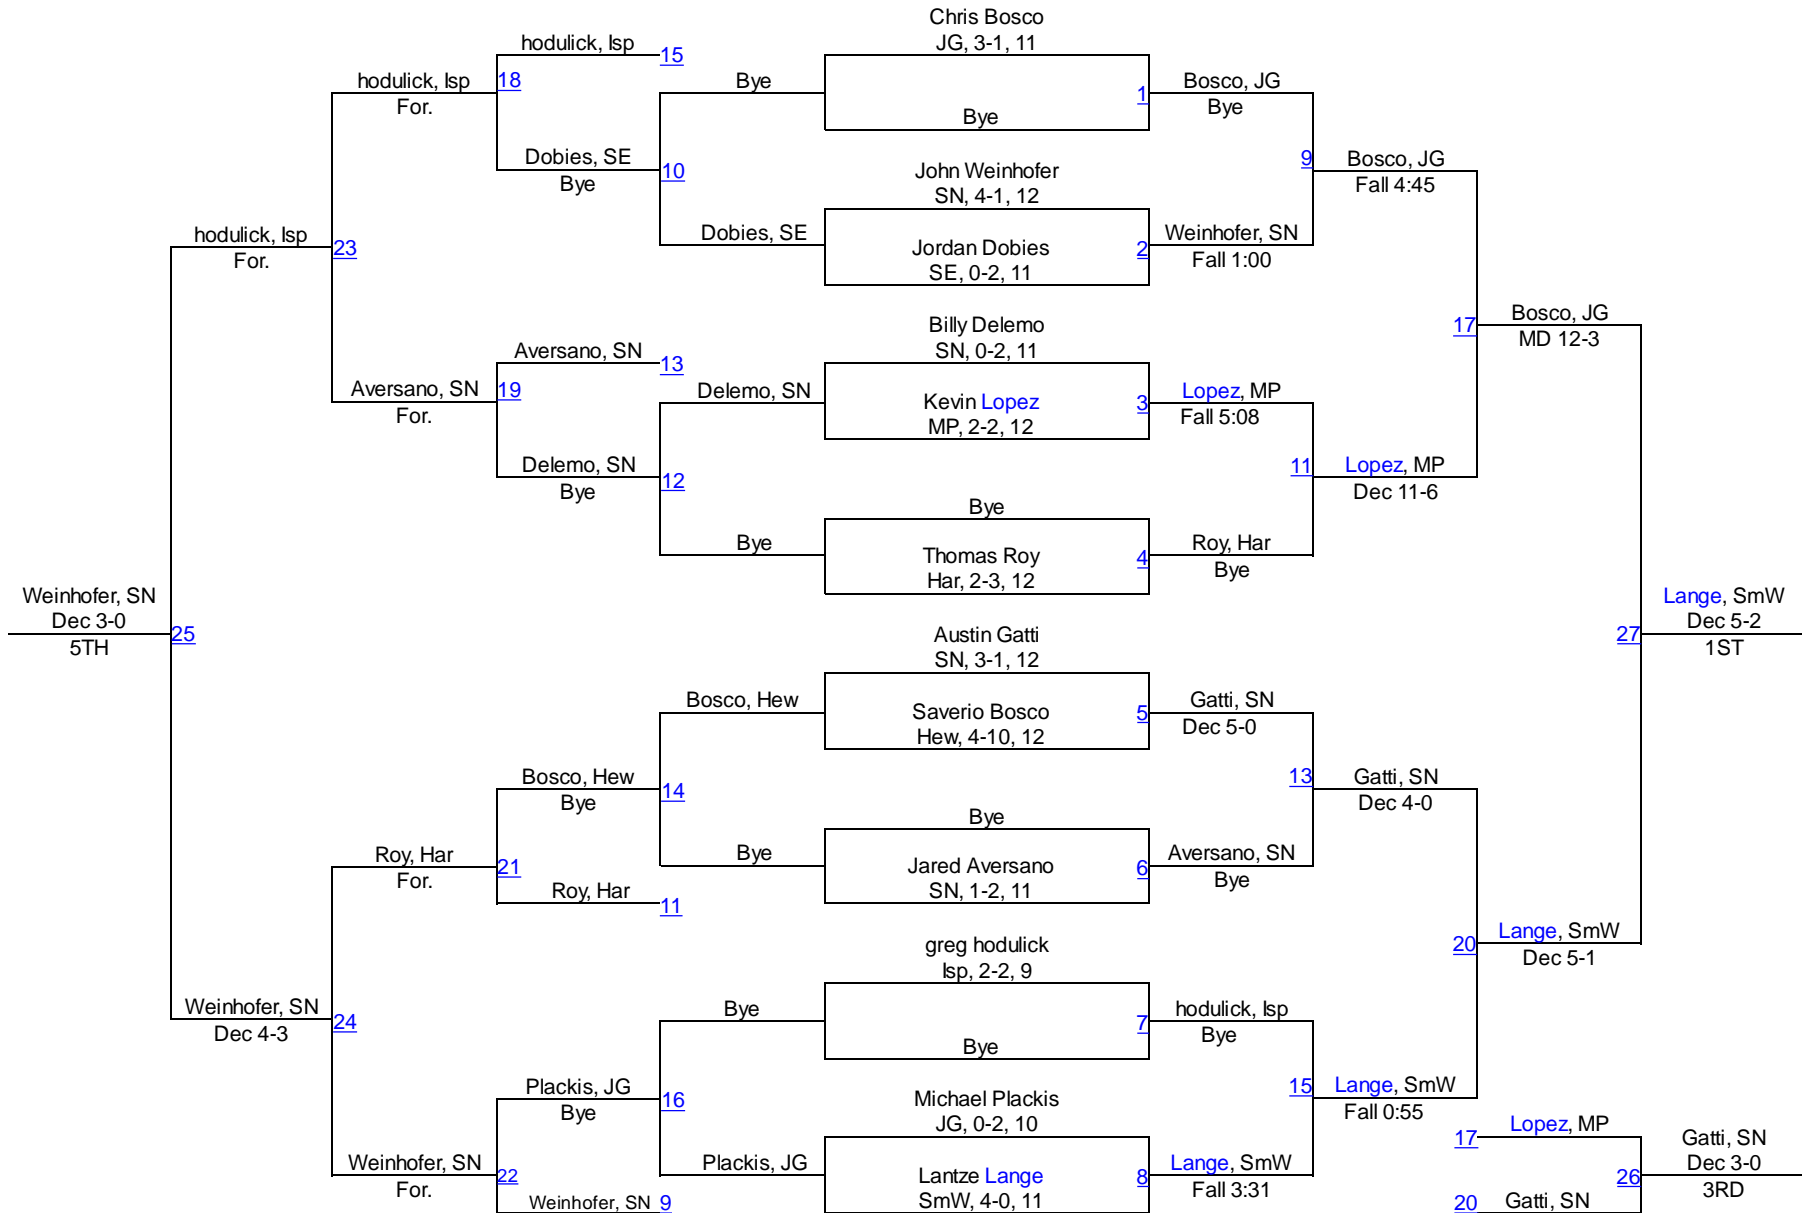 Chris Bosco
JG, 3-1, 11
hodulick, Isp
15
hodulick, Isp
18
For.
Bye
1
Bosco, JG
Bye
Bye
Dobies, SE
10
Bye
John Weinhofer
SN, 4-1, 12
9
Bosco, JG
Fall 4:45
hodulick, Isp
For.
23
Dobies, SE
Jordan Dobies
SE, 0-2, 11
2
Weinhofer, SN
Fall 1:00
Billy Delemo
SN, 0-2, 11
17
Bosco, JG
MD 12-3
Aversano, SN
13
Aversano, SN
19
For.
Delemo, SN
Kevin Lopez
MP, 2-2, 12
3
Lopez, MP
Fall 5:08
Delemo, SN
12
Bye
11
Lopez, MP
Dec 11-6
Bye
Bye
Thomas Roy
Har, 2-3, 12
4
Roy, Har
Bye
Weinhofer, SN
Dec 3-0
25
5TH
Austin Gatti
SN, 3-1, 12
27
Lange, SmW
Dec 5-2
1ST
Bosco, Hew
Saverio Bosco
Hew, 4-10, 12
5
Gatti, SN
Dec 5-0
Bosco, Hew
14
Bye
13
Gatti, SN
Dec 4-0
Bye
Bye
Jared Aversano
SN, 1-2, 11
6
Aversano, SN
Bye
Roy, Har
21
For.
Roy, Har
11
greg hodulick
Isp, 2-2, 9
20
Lange, SmW
Dec 5-1
Weinhofer, SN
24
Dec 4-3
Bye
Bye
7
hodulick, Isp
Bye
Plackis, JG
16
Bye
Michael Plackis
JG, 0-2, 10
15
Lange, SmW
Fall 0:55
Weinhofer, SN
22
For.
Plackis, JG
Lantze Lange
SmW, 4-0, 11
8
Lange, SmW
Fall 3:31
Weinhofer, SN
9
17
Lopez, MP
26
Gatti, SN
Dec 3-0
3RD
20
Gatti, SN